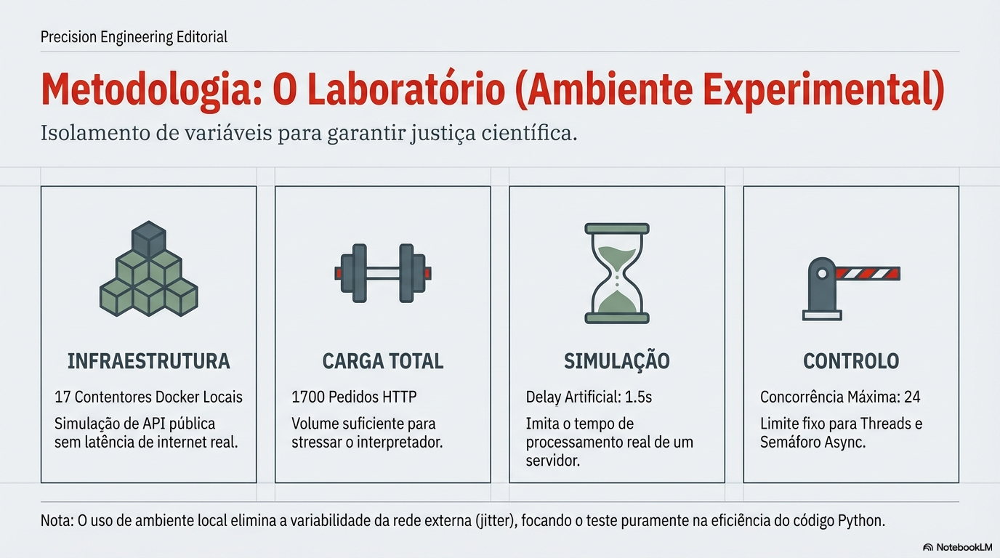 Precision Engineering Editorial
Metodologia: O Laboratório (Ambiente Experimental)
Isolamento de variáveis para garantir justiça científica.
INFRAESTRUTURA
17 Contentores Docker Locais
Simulação de API pública
sem latência de internet real.
CARGA TOTAL
1700 Pedidos HTTP
Volume suficiente para
stressar o interpretador.
SIMULAÇÃO
Delay Artificial: 1.5s
Imita o tempo de
processamento real de um
servidor.
CONTROLO
Concorrência Máxima: 24
Limite fixo para Threads e
Semáforo Async.
Nota: O uso de ambiente local elimina a variabilidade da rede externa (jitter), focando o teste puramente na eficiência do código Python.
NotebookLM